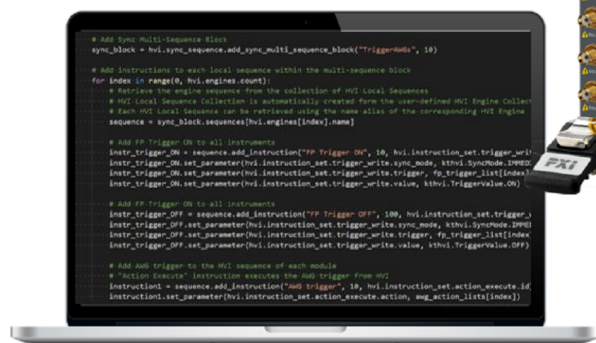 # Add Sync Multi-Sequence Block
sync_block = hvi.sync_sequence.add_sync_multi_sequence_block("TriggerAWGs", 10)
# Add instructions to each local sequence within the multi-sequence block
for index in range(0, hvi.engines.count):
# Retrieve the engine sequence from the collection of HVI Local Sequences
# HVI Local Sequence Collection is automatically created form the user-defined HVI Engine Collect
# Each HVI Local Sequence can be retrieved using the name alias of the corresponding HVI Engine
sequence = sync_block.sequences[hvi.engines[index].name]
# Add FP Trigger ON to all instruments
instr_trigger_ON = sequence.add_instruction("FP Trigger ON", 10, hvi.instruction_set.trigger_writ
instr_trigger_ON.set_parameter(hvi.instruction_set.trigger_write.sync_mode, kthvi.SyncMode.IMMEDI
instr_trigger_ON.set_parameter(hvi.instruction_set.trigger_write.trigger, fp_trigger_list[index]
instr_trigger_ON.set_parameter(hvi.instruction_set.trigger_write.value, kthvi.TriggerValue.ON)
# Add FP Trigger ON to all instruments
instr_trigger_OFF = sequence.add_instruction("FP Trigger OFF", 100, hvi.instruction_set.trigger_
instr_trigger_OFF.set_parameter(hvi.instruction_set.trigger_write.sync_mode, kthvi.SyncMode.IMME
instr_trigger_OFF.set_parameter(hvi.instruction_set.trigger_write.trigger, fp_trigger_list[index
instr_trigger_OFF.set_parameter(hvi.instruction_set.trigger_write.value, kthvi.TriggerValue.OFF)
# Add AWG trigger to the HVI sequence of each module
# "Action Execute" instruction executes the AWG trigger from HVI
instruction1 = sequence.add_instruction("AWG trigger", 10, hvi.instruction_set.action_execute.id
instruction1.set_parameter(hvi.instruction_set.action_execute.action, awg_action_lists[index])
PXI